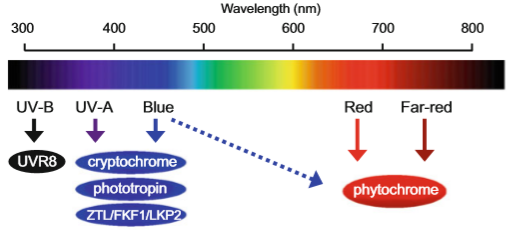 Wavelength (nm)
300 400 500 600 700 800
UV-B UV-A Blue Red Far-red
UVR8 cryptochrome phytochrome
phototropin
ZTL/FKF1/LKP2